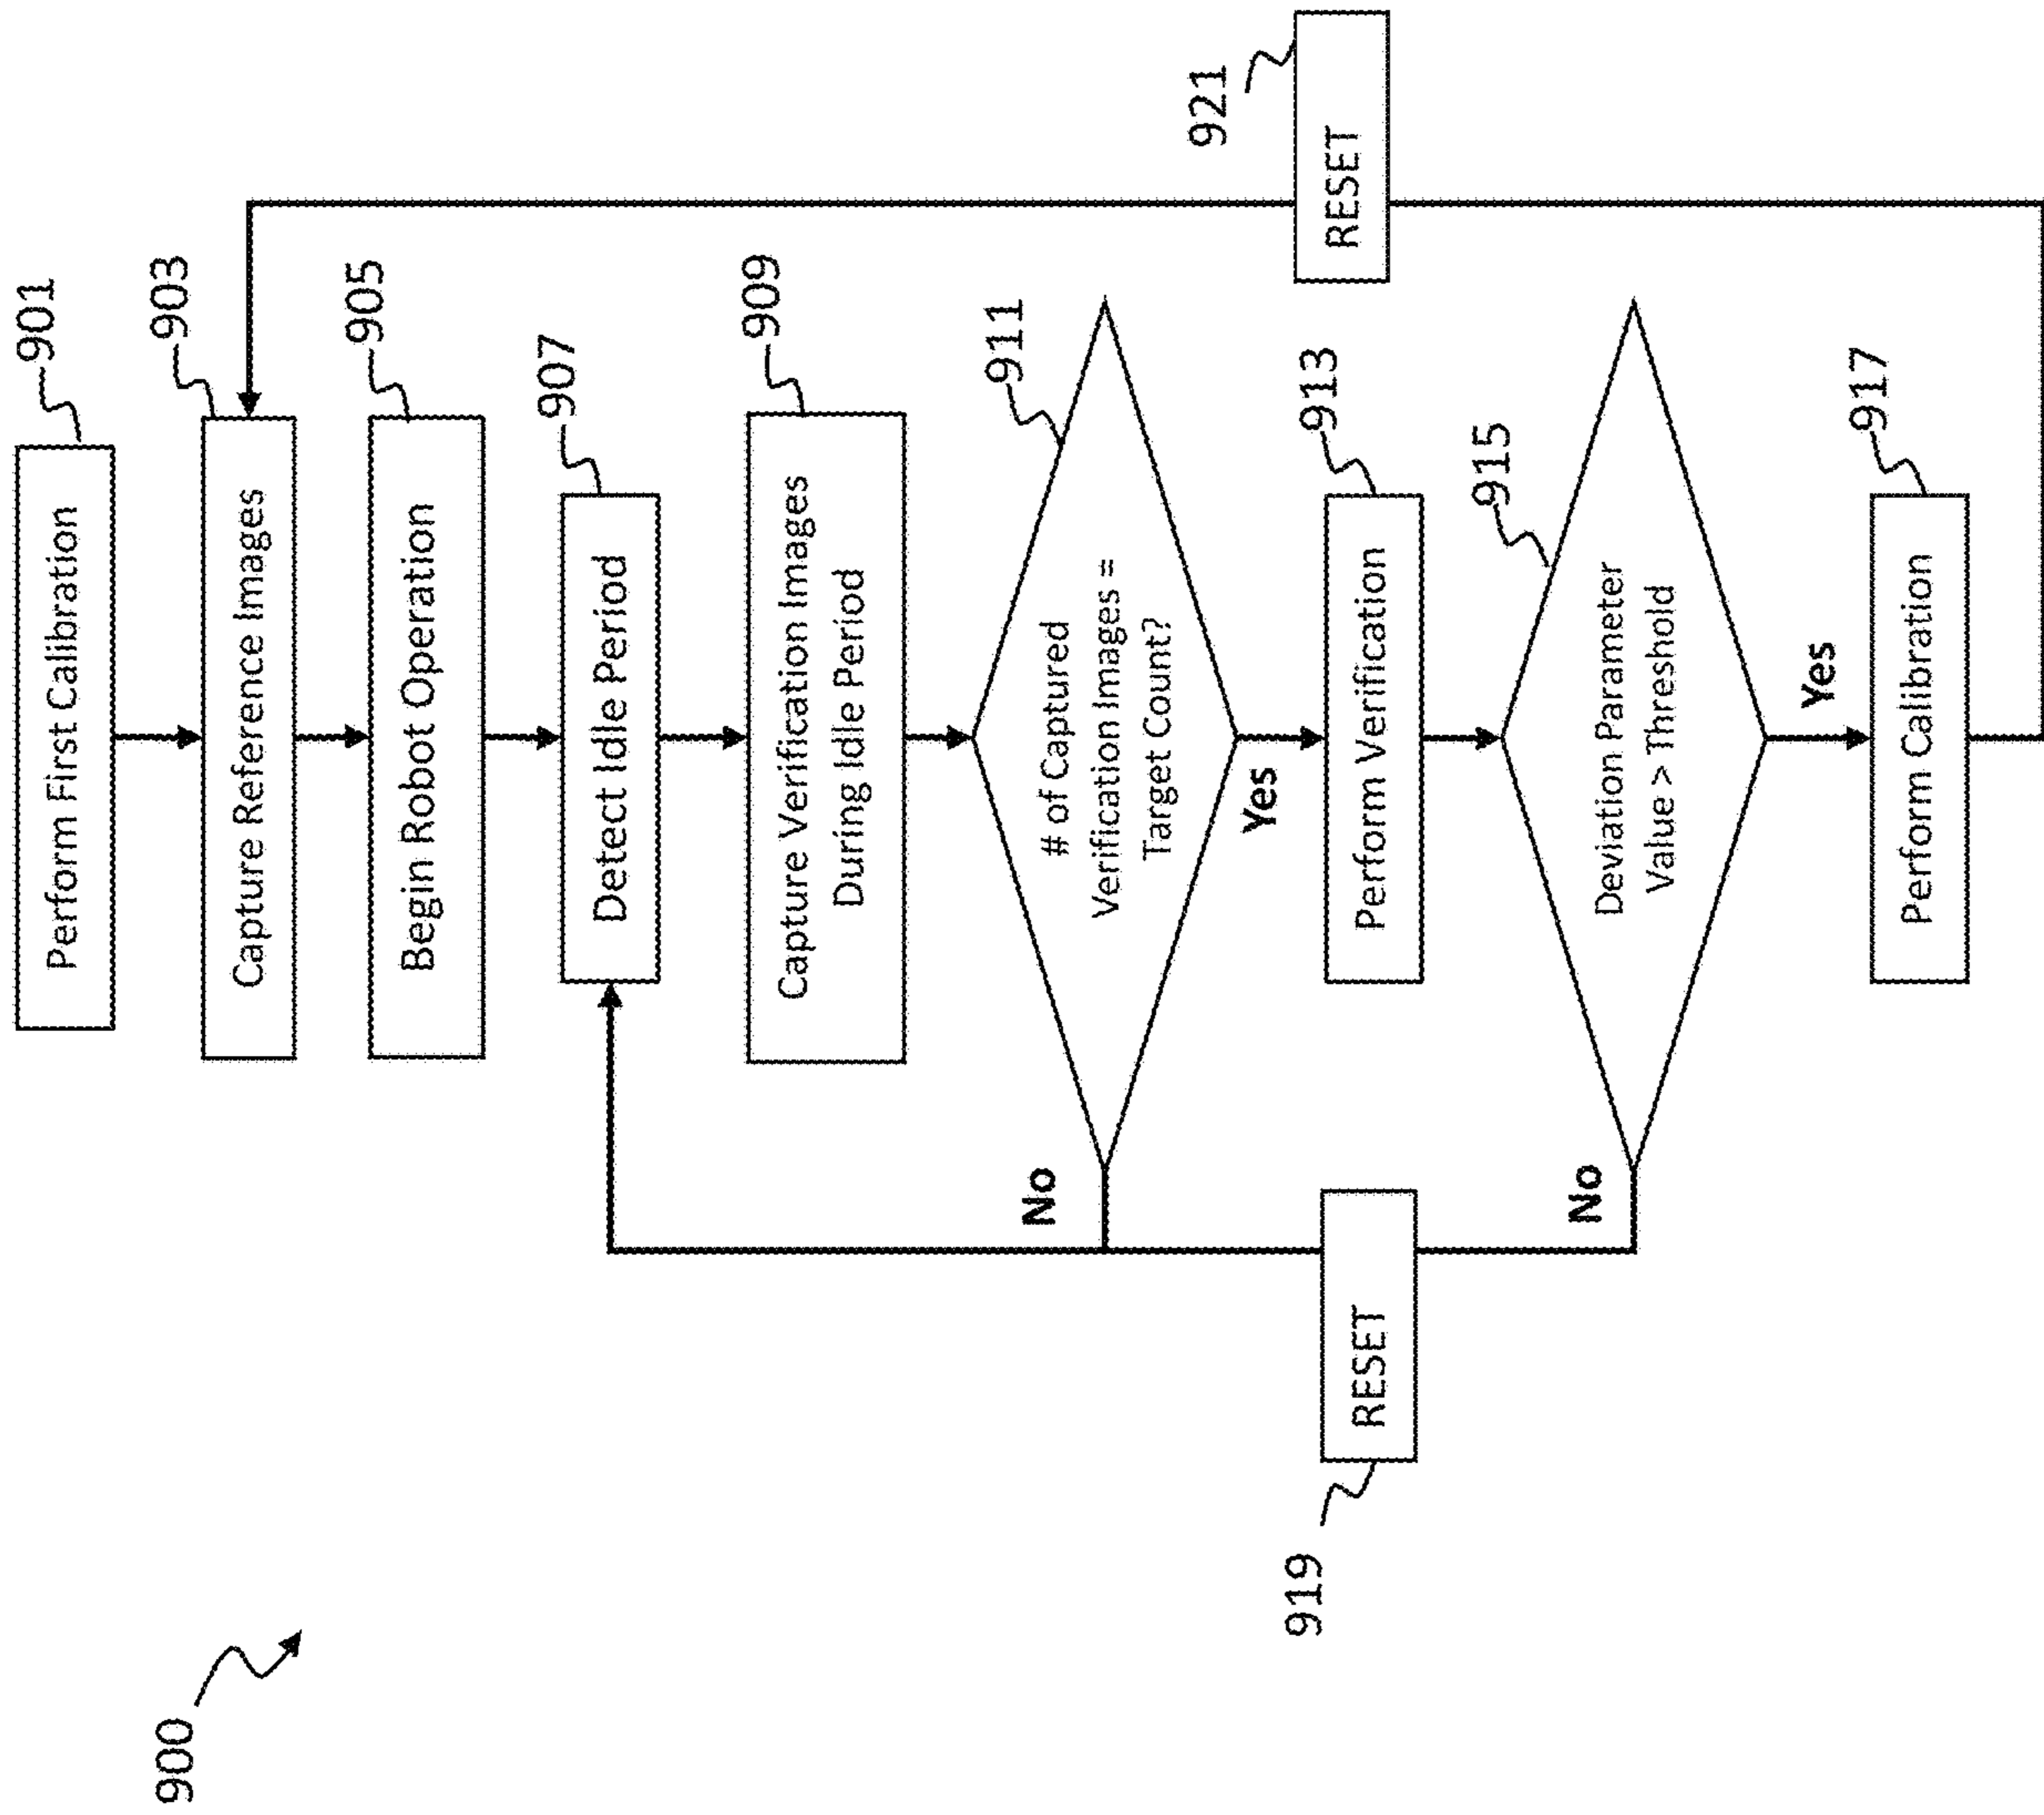 900
901
Perform First Calibration
903
Capture Reference Images
905
Begin Robot Operation
907
Detect Idle Period
909
Capture Verification Images
During Idle Period
911
# of Captured
Verification Images =
Target Count?
No
Yes
913
Perform Verification
915
Deviation Parameter
Value > Threshold
No
Yes
917
Perform Calibration
919
RESET
921
RESET